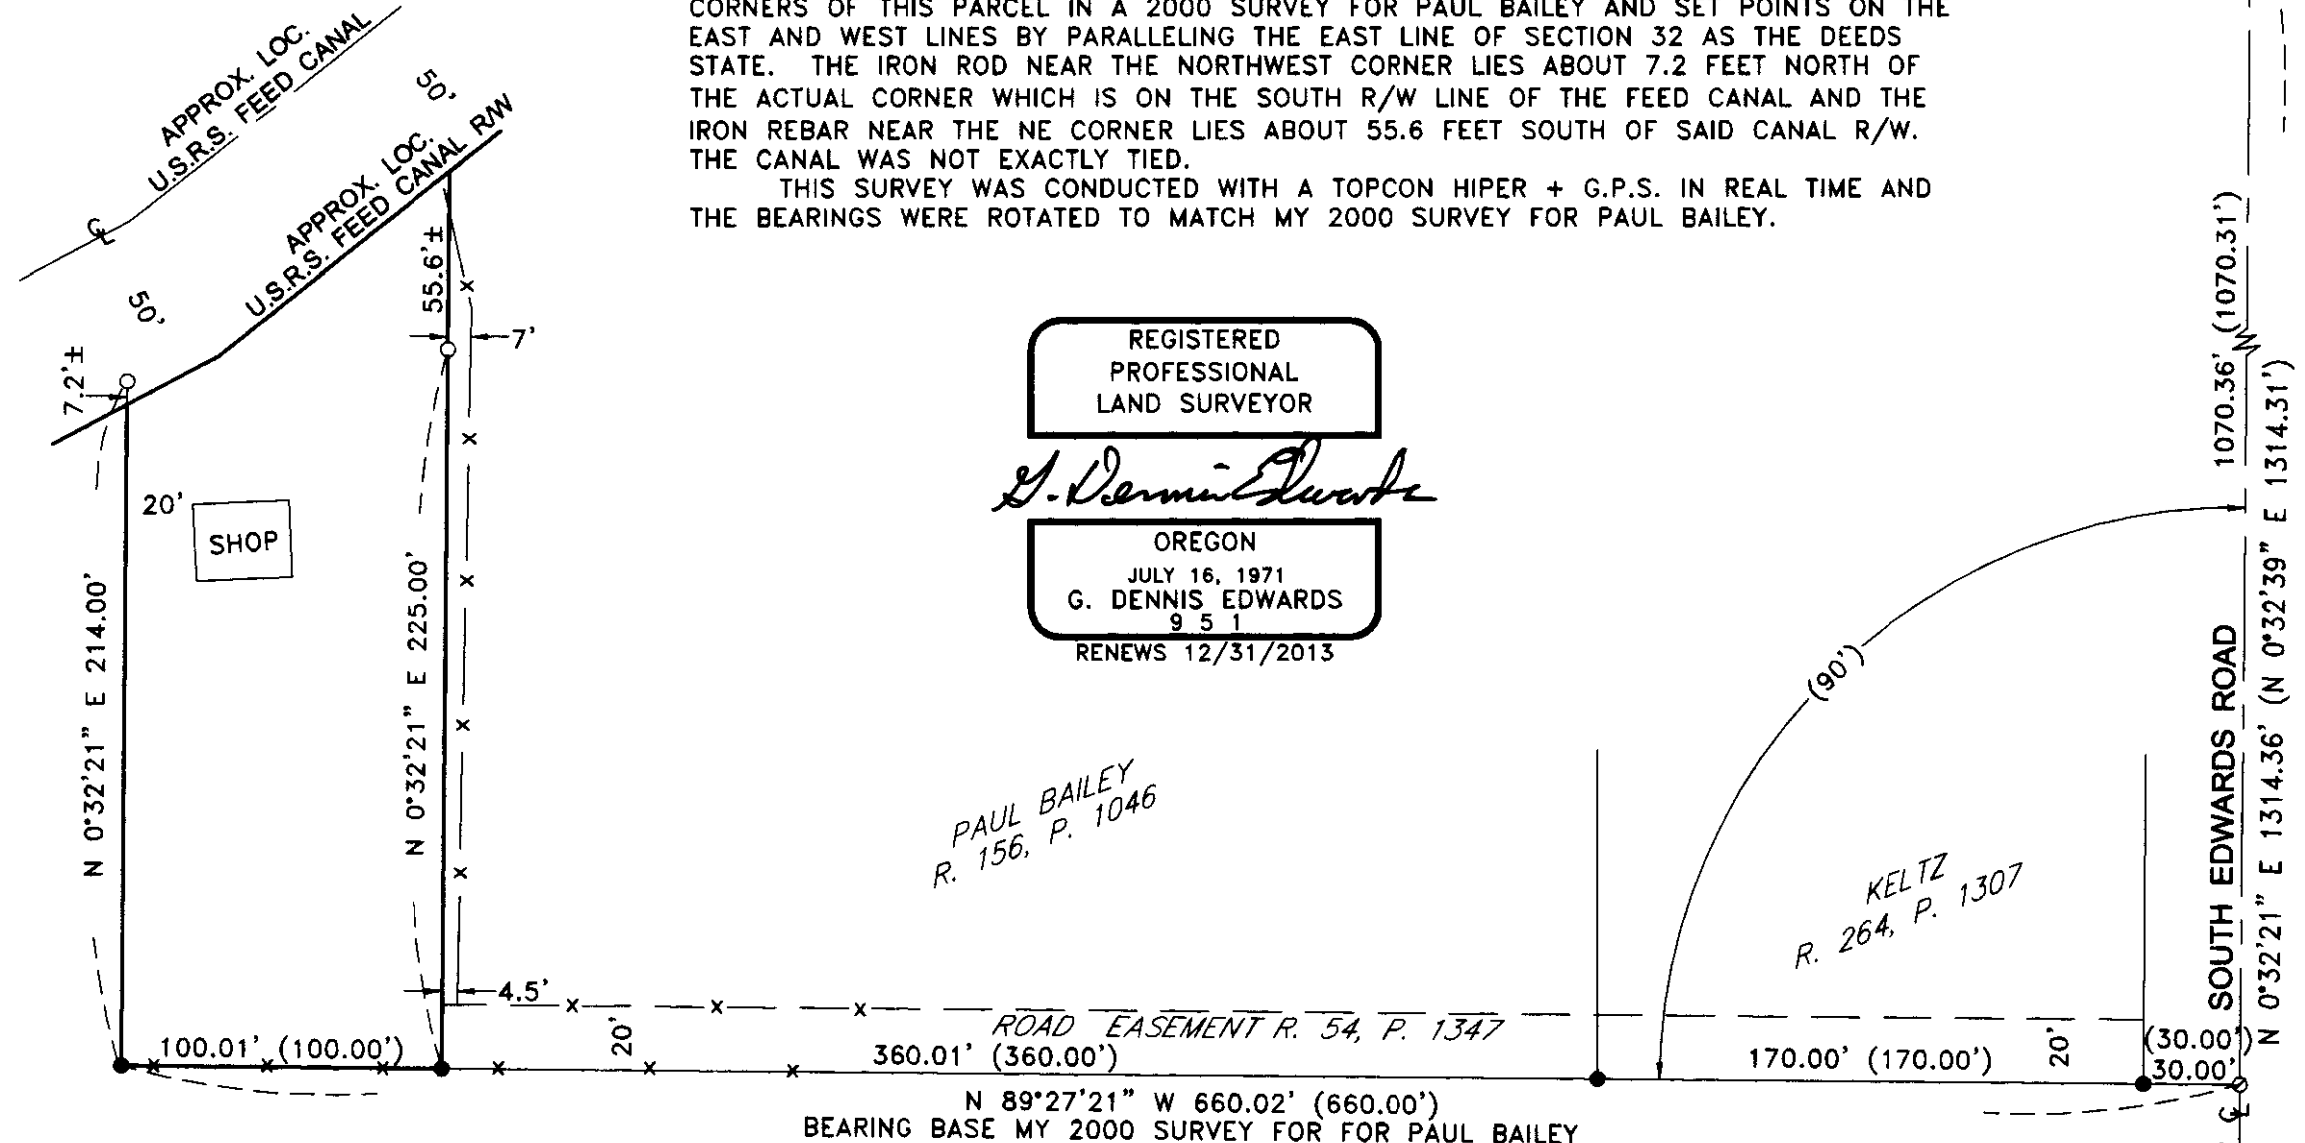 CORNERS OF THIS PARCEL IN A 2000 SURVEY FOR PAUL BAILEY AND SET POINTS ON THE
EAST AND WEST LINES BY PARALLELING THE EAST LINE OF SECTION 32 AS THE DEEDS
STATE. THE IRON ROD NEAR THE NORTHWEST CORNER LIES ABOUT 7.2 FEET NORTH OF
THE ACTUAL CORNER WHICH IS ON THE SOUTH R/W LINE OF THE FEED CANAL AND THE
IRON REBAR NEAR THE NE CORNER LIES ABOUT 55.6 FEET SOUTH OF SAID CANAL R/W.
THE CANAL WAS NOT EXACTLY TIED.
THIS SURVEY WAS CONDUCTED WITH A TOPCON HIPER + G.P.S. IN REAL TIME AND
THE BEARINGS WERE ROTATED TO MATCH MY 2000 SURVEY FOR PAUL BAILEY.
APPROX. LOC.
U.S.R.S. FEED CANAL
50'
APPROX. LOC.
U.S.R.S. FEED CANAL R/W
℄
50'
55.6'±
7'
7.2'±
20'
SHOP
N 0°32'21" E 214.00'
N 0°32'21" E 225.00'
REGISTERED
PROFESSIONAL
LAND SURVEYOR
G. Dennis Edwards
OREGON
JULY 16, 1971
G. DENNIS EDWARDS
9 5 1
RENEWS 12/31/2013
1070.36' (1070.31')
(90')
SOUTH EDWARDS ROAD
N 0°32'21" E 1314.36' (N 0°32'39" E 1314.31')
PAUL BAILEY
R. 156, P. 1046
KELTZ
R. 264, P. 1307
4.5'
20'
ROAD EASEMENT R. 54, P. 1347
100.01' (100.00')
360.01' (360.00')
170.00' (170.00')
20'
(30.00')
30.00'
N 89°27'21" W 660.02' (660.00')
BEARING BASE MY 2000 SURVEY FOR FOR PAUL BAILEY
℄